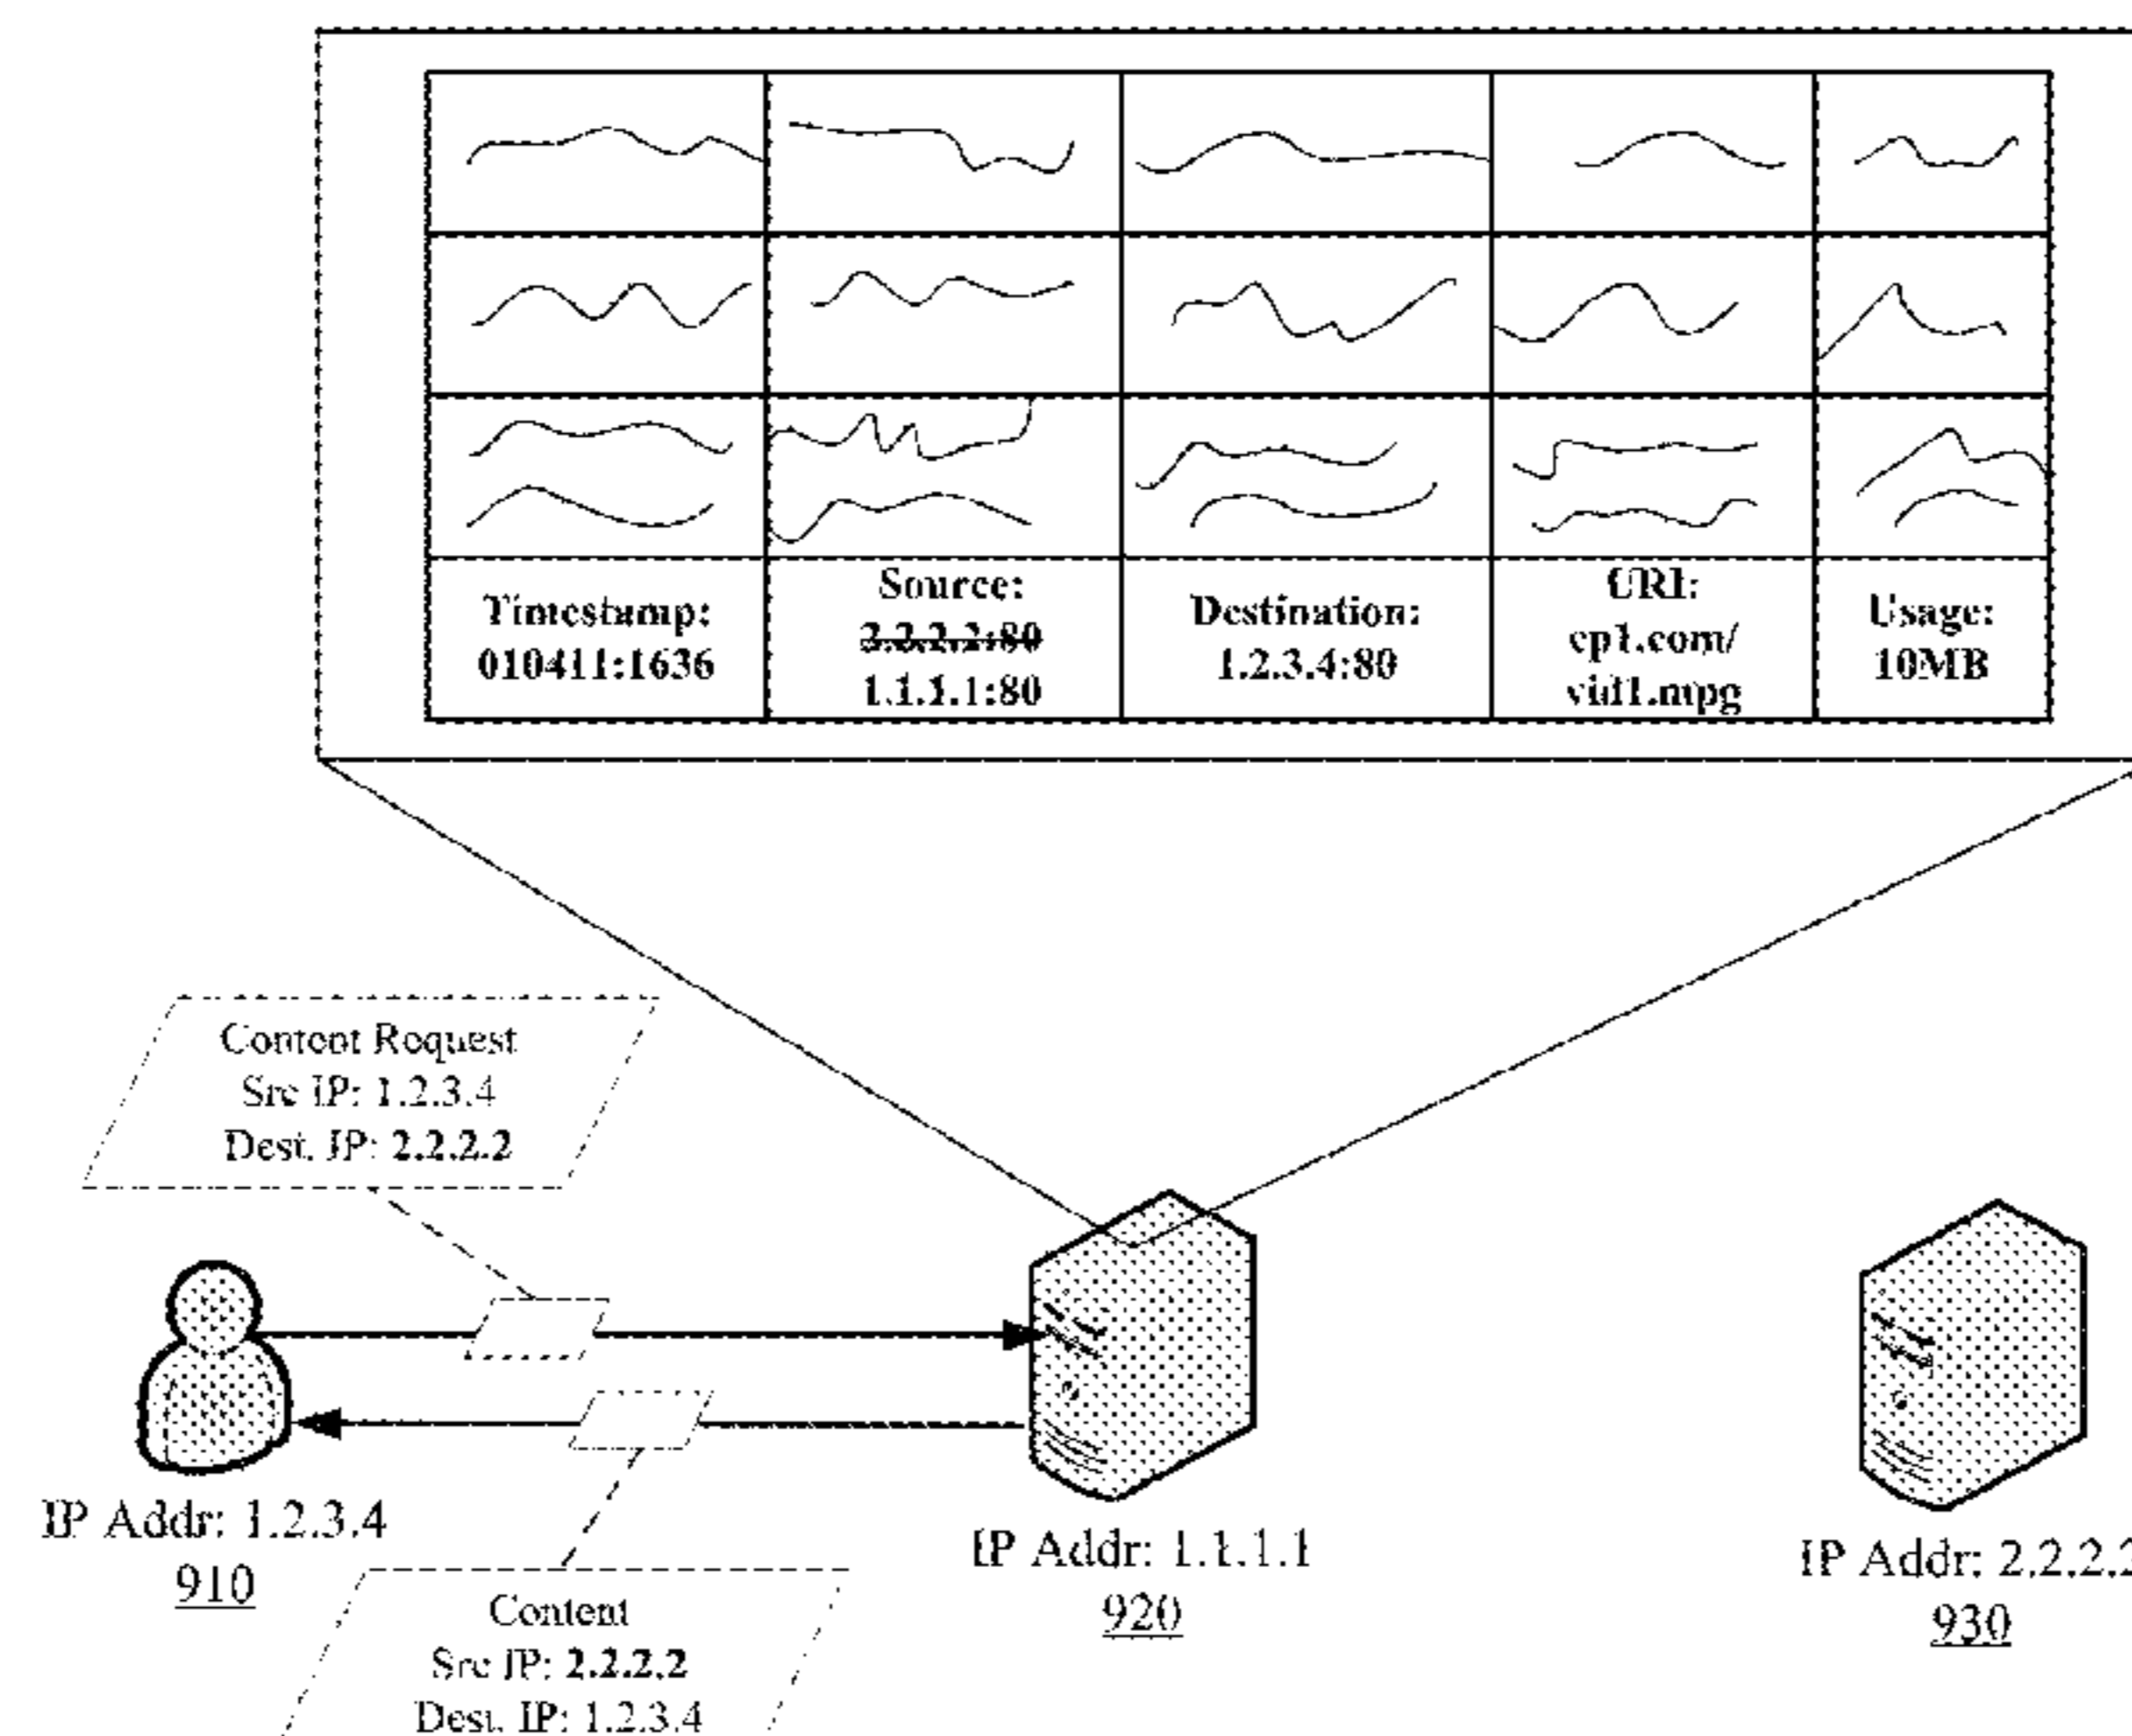 Timestamp:
010411:1636
Source:
2.2.2.2:80
1.1.1.1:80
Destination:
1.2.3.4:80
URI:
cp1.com/
vid1.mpg
Usage:
10MB
Content Request
Src IP: 1.2.3.4
Dest. IP: 2.2.2.2
IP Addr: 1.2.3.4
910
IP Addr: 1.1.1.1
920
IP Addr: 2.2.2.2
930
Content
Src IP: 2.2.2.2
Dest. IP: 1.2.3.4